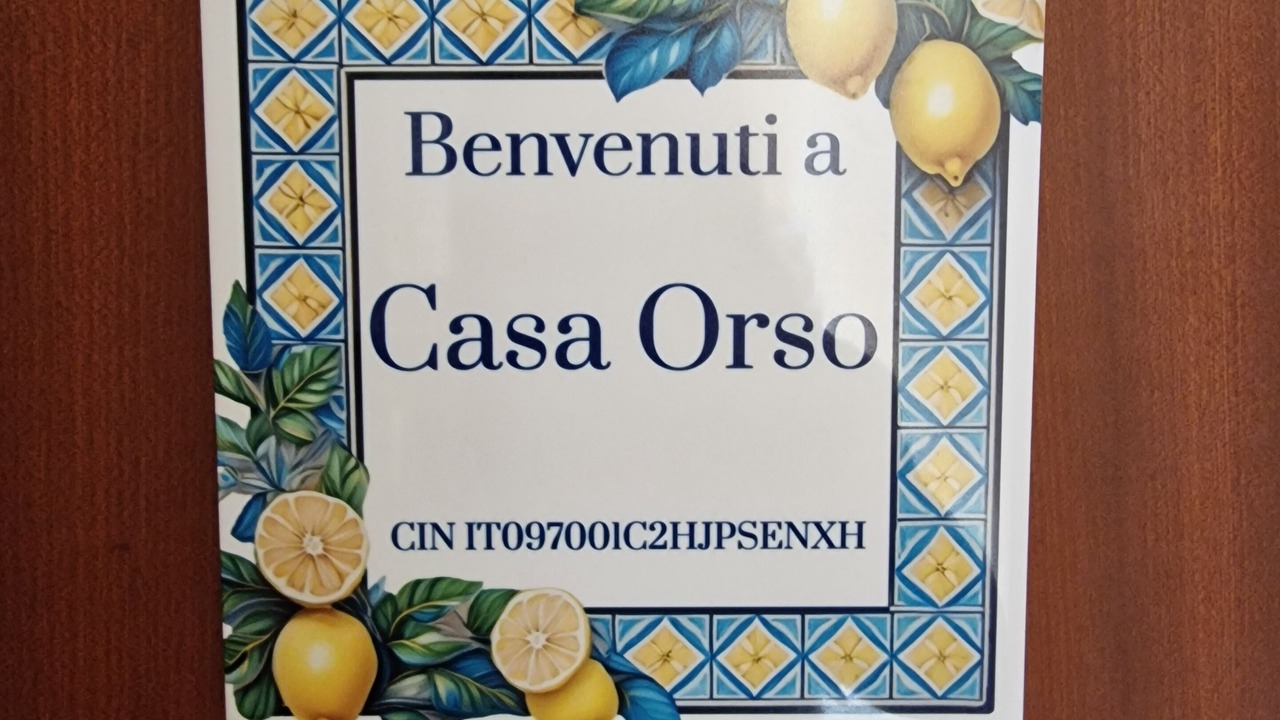 Benvenuti a
Casa Orso
CIN IT097001C2HJPSENXH